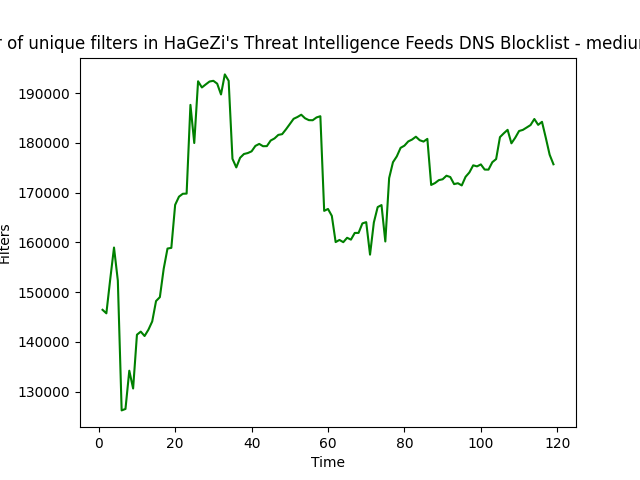 r of unique filters in HaGeZi's Threat Intelligence Feeds DNS Blocklist - mediu
190000
180000
170000
160000
150000
140000
130000
Filters
0 20 40 60 80 100 120
Time